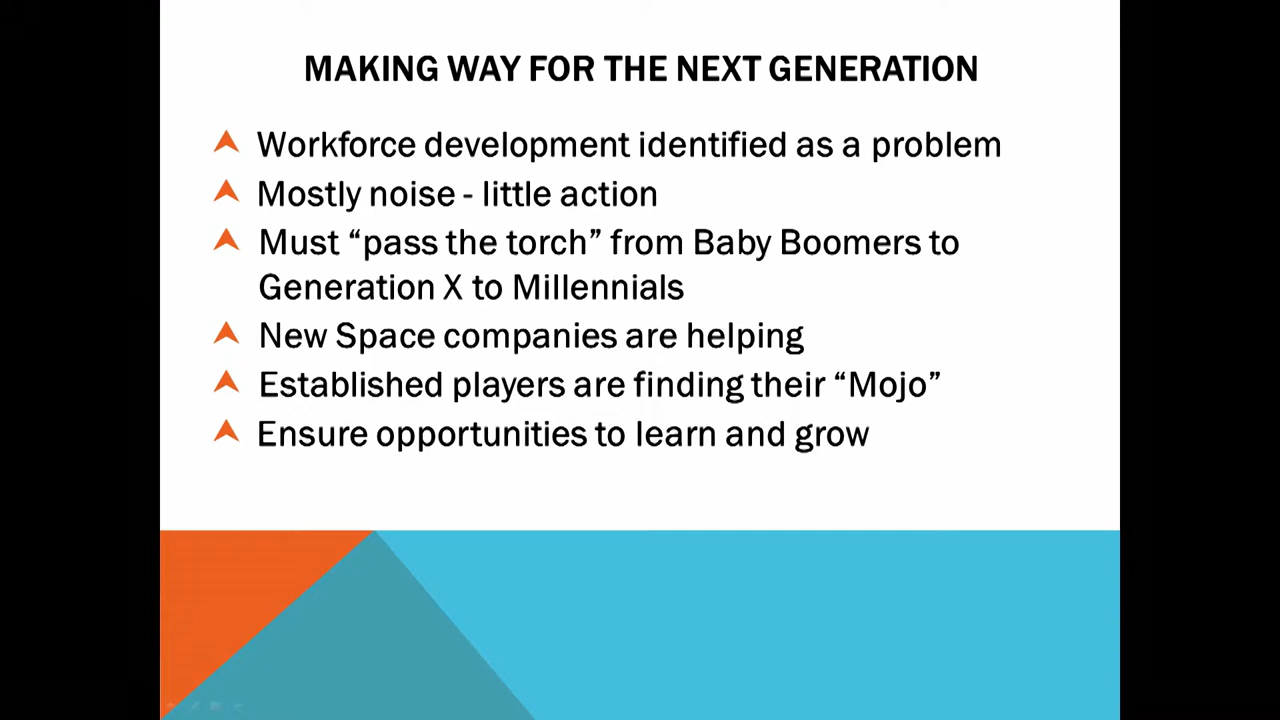 MAKING WAY FOR THE NEXT GENERATION
Workforce development identified as a problem
Mostly noise - little action
Must “pass the torch” from Baby Boomers to
Generation X to Millennials
New Space companies are helping
Established players are finding their “Mojo”
Ensure opportunities to learn and grow